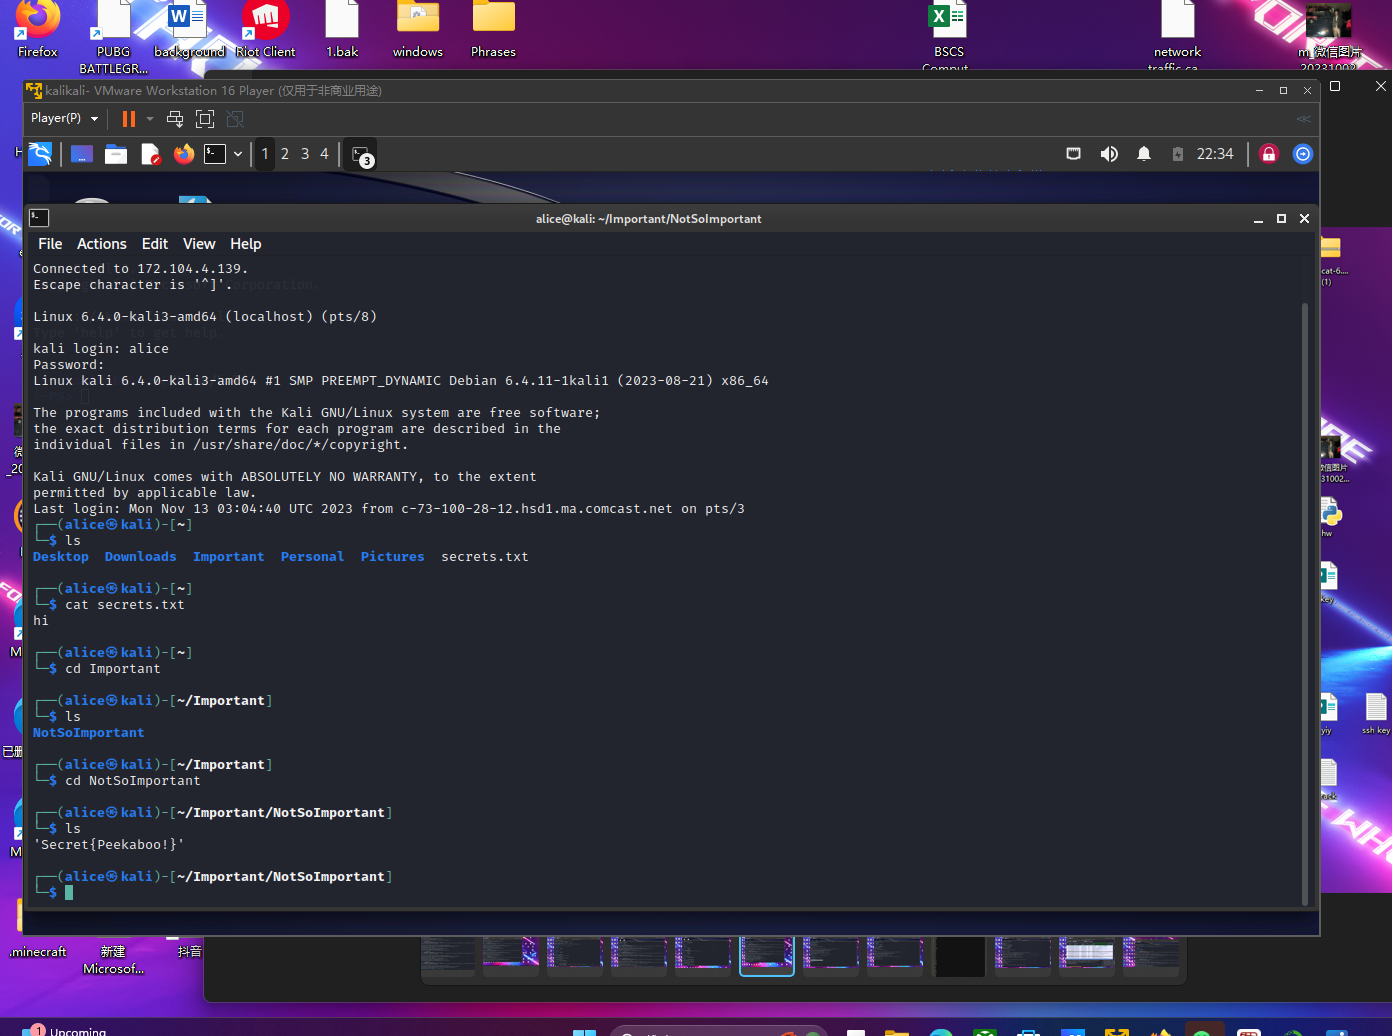 Firefox
PUBG
BATTLEGR...
background
Riot Client
1.bak
windows
Phrases
BSCS
Comput...
network
traffic.ca...
m_微信图片
20231002...
kalikali- VMware Workstation 16 Player (仅用于非商业用途)
Player(P)
1 2 3 4
3
22:34
alice@kali: ~/Important/NotSoImportant
File Actions Edit View Help
Connected to 172.104.4.139.
Escape character is '^]'.
Linux 6.4.0-kali3-amd64 (localhost) (pts/8)
kali login: alice
Password:
Linux kali 6.4.0-kali3-amd64 #1 SMP PREEMPT_DYNAMIC Debian 6.4.11-1kali1 (2023-08-21) x86_64
The programs included with the Kali GNU/Linux system are free software;
the exact distribution terms for each program are described in the
individual files in /usr/share/doc/*/copyright.
Kali GNU/Linux comes with ABSOLUTELY NO WARRANTY, to the extent
permitted by applicable law.
Last login: Mon Nov 13 03:04:40 UTC 2023 from c-73-100-28-12.hsd1.ma.comcast.net on pts/3
┌──(alice㉿kali)-[~]
└─$ ls
Desktop Downloads Important Personal Pictures secrets.txt
┌──(alice㉿kali)-[~]
└─$ cat secrets.txt
hi
┌──(alice㉿kali)-[~]
└─$ cd Important
┌──(alice㉿kali)-[~/Important]
└─$ ls
NotSoImportant
┌──(alice㉿kali)-[~/Important]
└─$ cd NotSoImportant
┌──(alice㉿kali)-[~/Important/NotSoImportant]
└─$ ls
'Secret{Peekaboo!}'
┌──(alice㉿kali)-[~/Important/NotSoImportant]
└─$
cat-6....
(1)
微信图片
31002...
hw
key
yiy
ssh key
.minecraft
新建
Microsof...
抖音
1
Upcoming